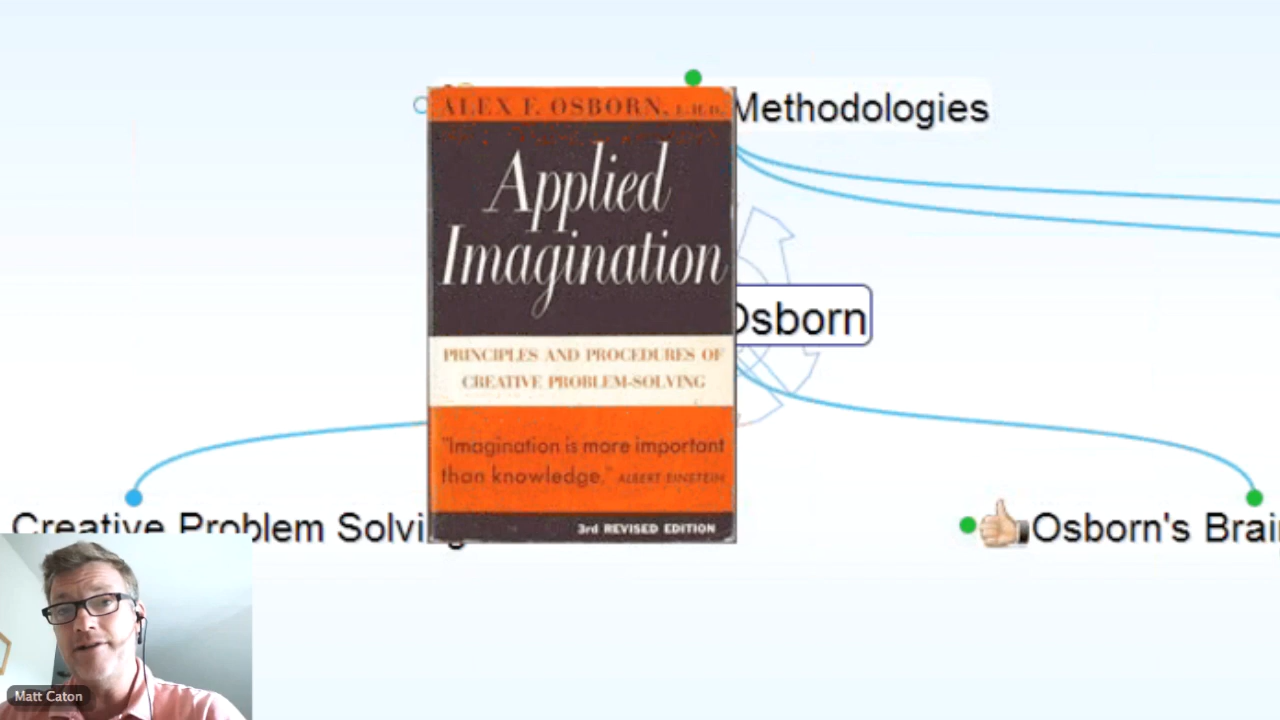 ALEX F. OSBORN, L.H.D.
Methodologies
Applied
Imagination
Osborn
PRINCIPLES AND PROCEDURES OF
CREATIVE PROBLEM-SOLVING
"Imagination is more important
than knowledge." ALBERT EINSTEIN
3rd REVISED EDITION
Creative Problem Solving
Osborn's Brai
Matt Caton